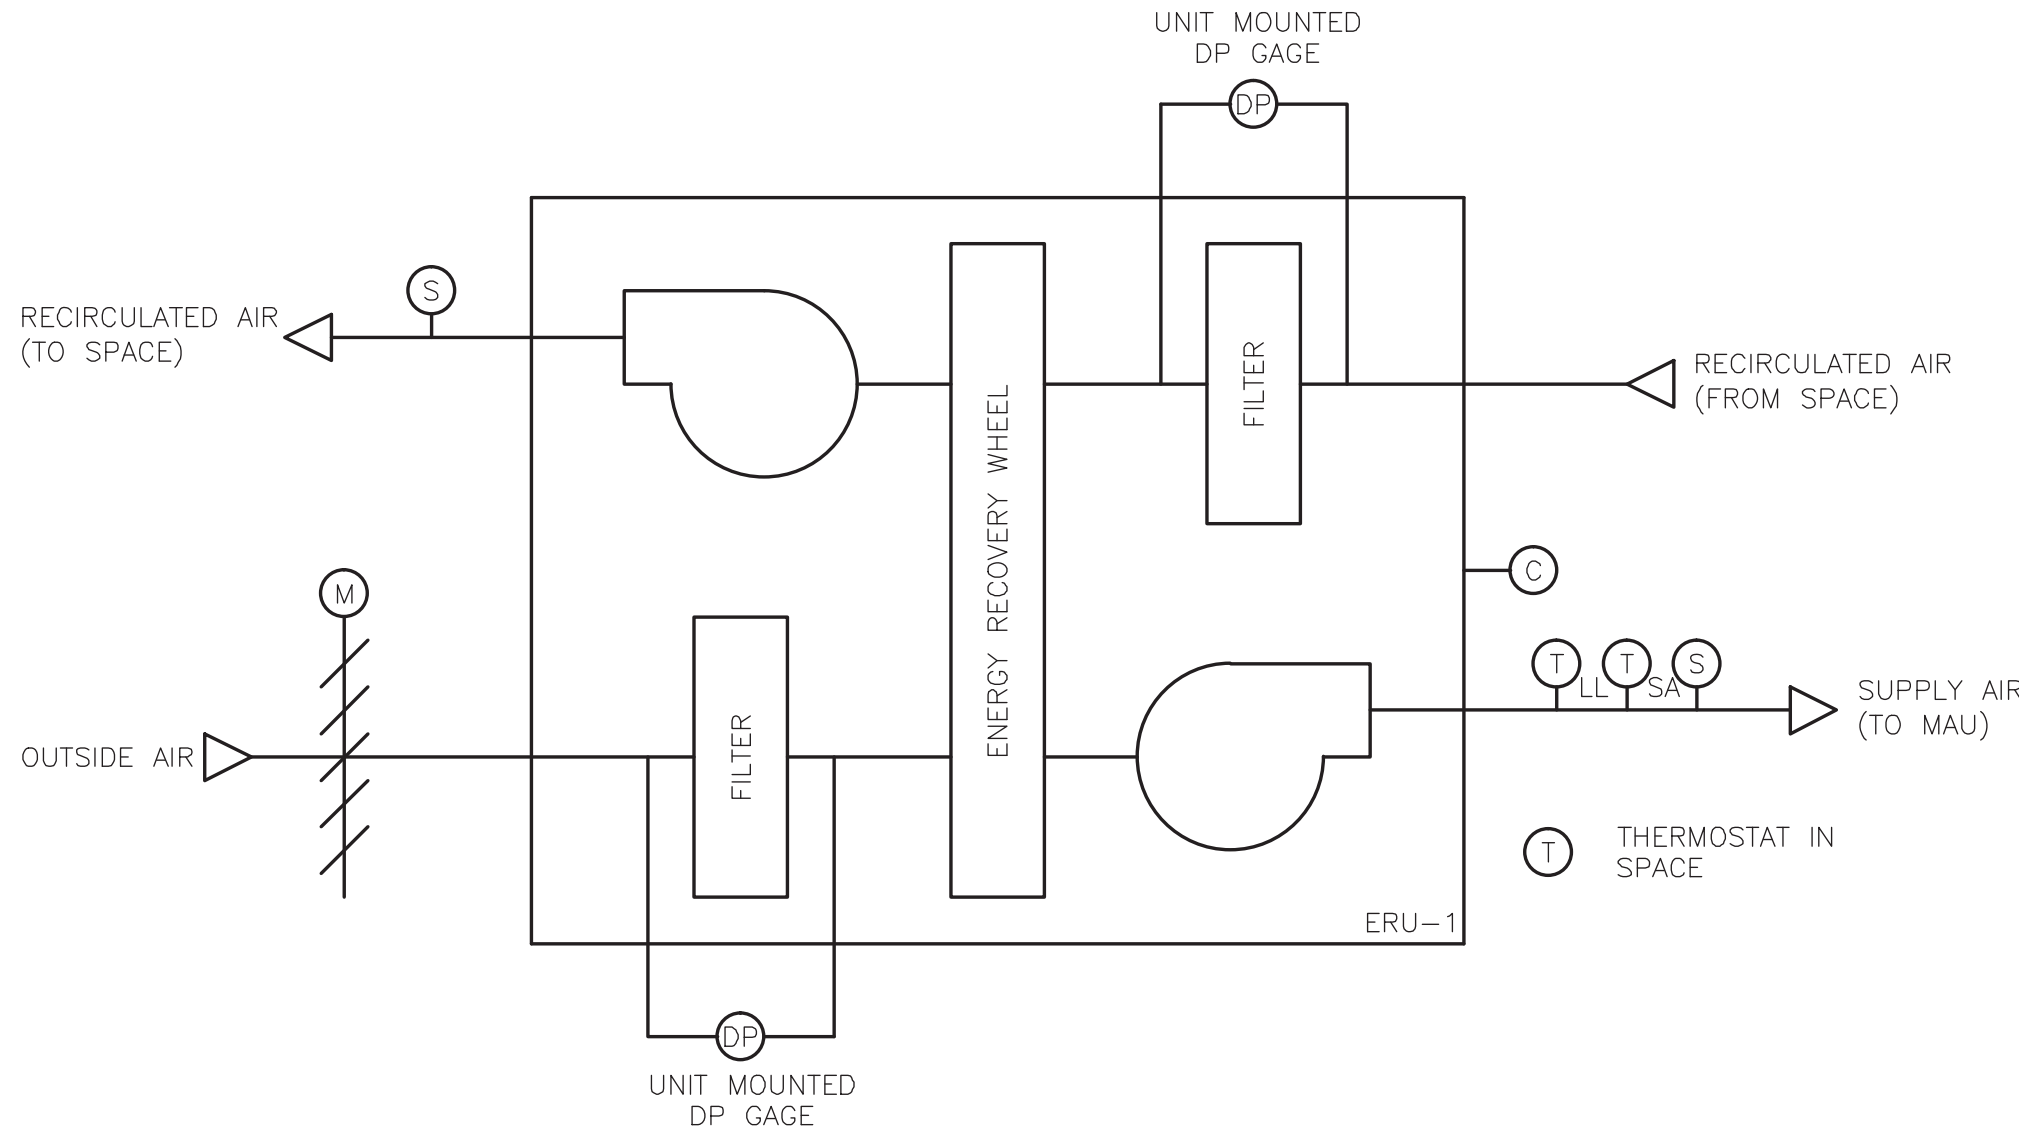 UNIT MOUNTED
DP GAGE
DP
S
RECIRCULATED AIR
(TO SPACE)
FILTER
RECIRCULATED AIR
(FROM SPACE)
ENERGY RECOVERY WHEEL
C
M
T LL T SA S
SUPPLY AIR
(TO MAU)
OUTSIDE AIR
FILTER
T THERMOSTAT IN
SPACE
ERU-1
DP
UNIT MOUNTED
DP GAGE